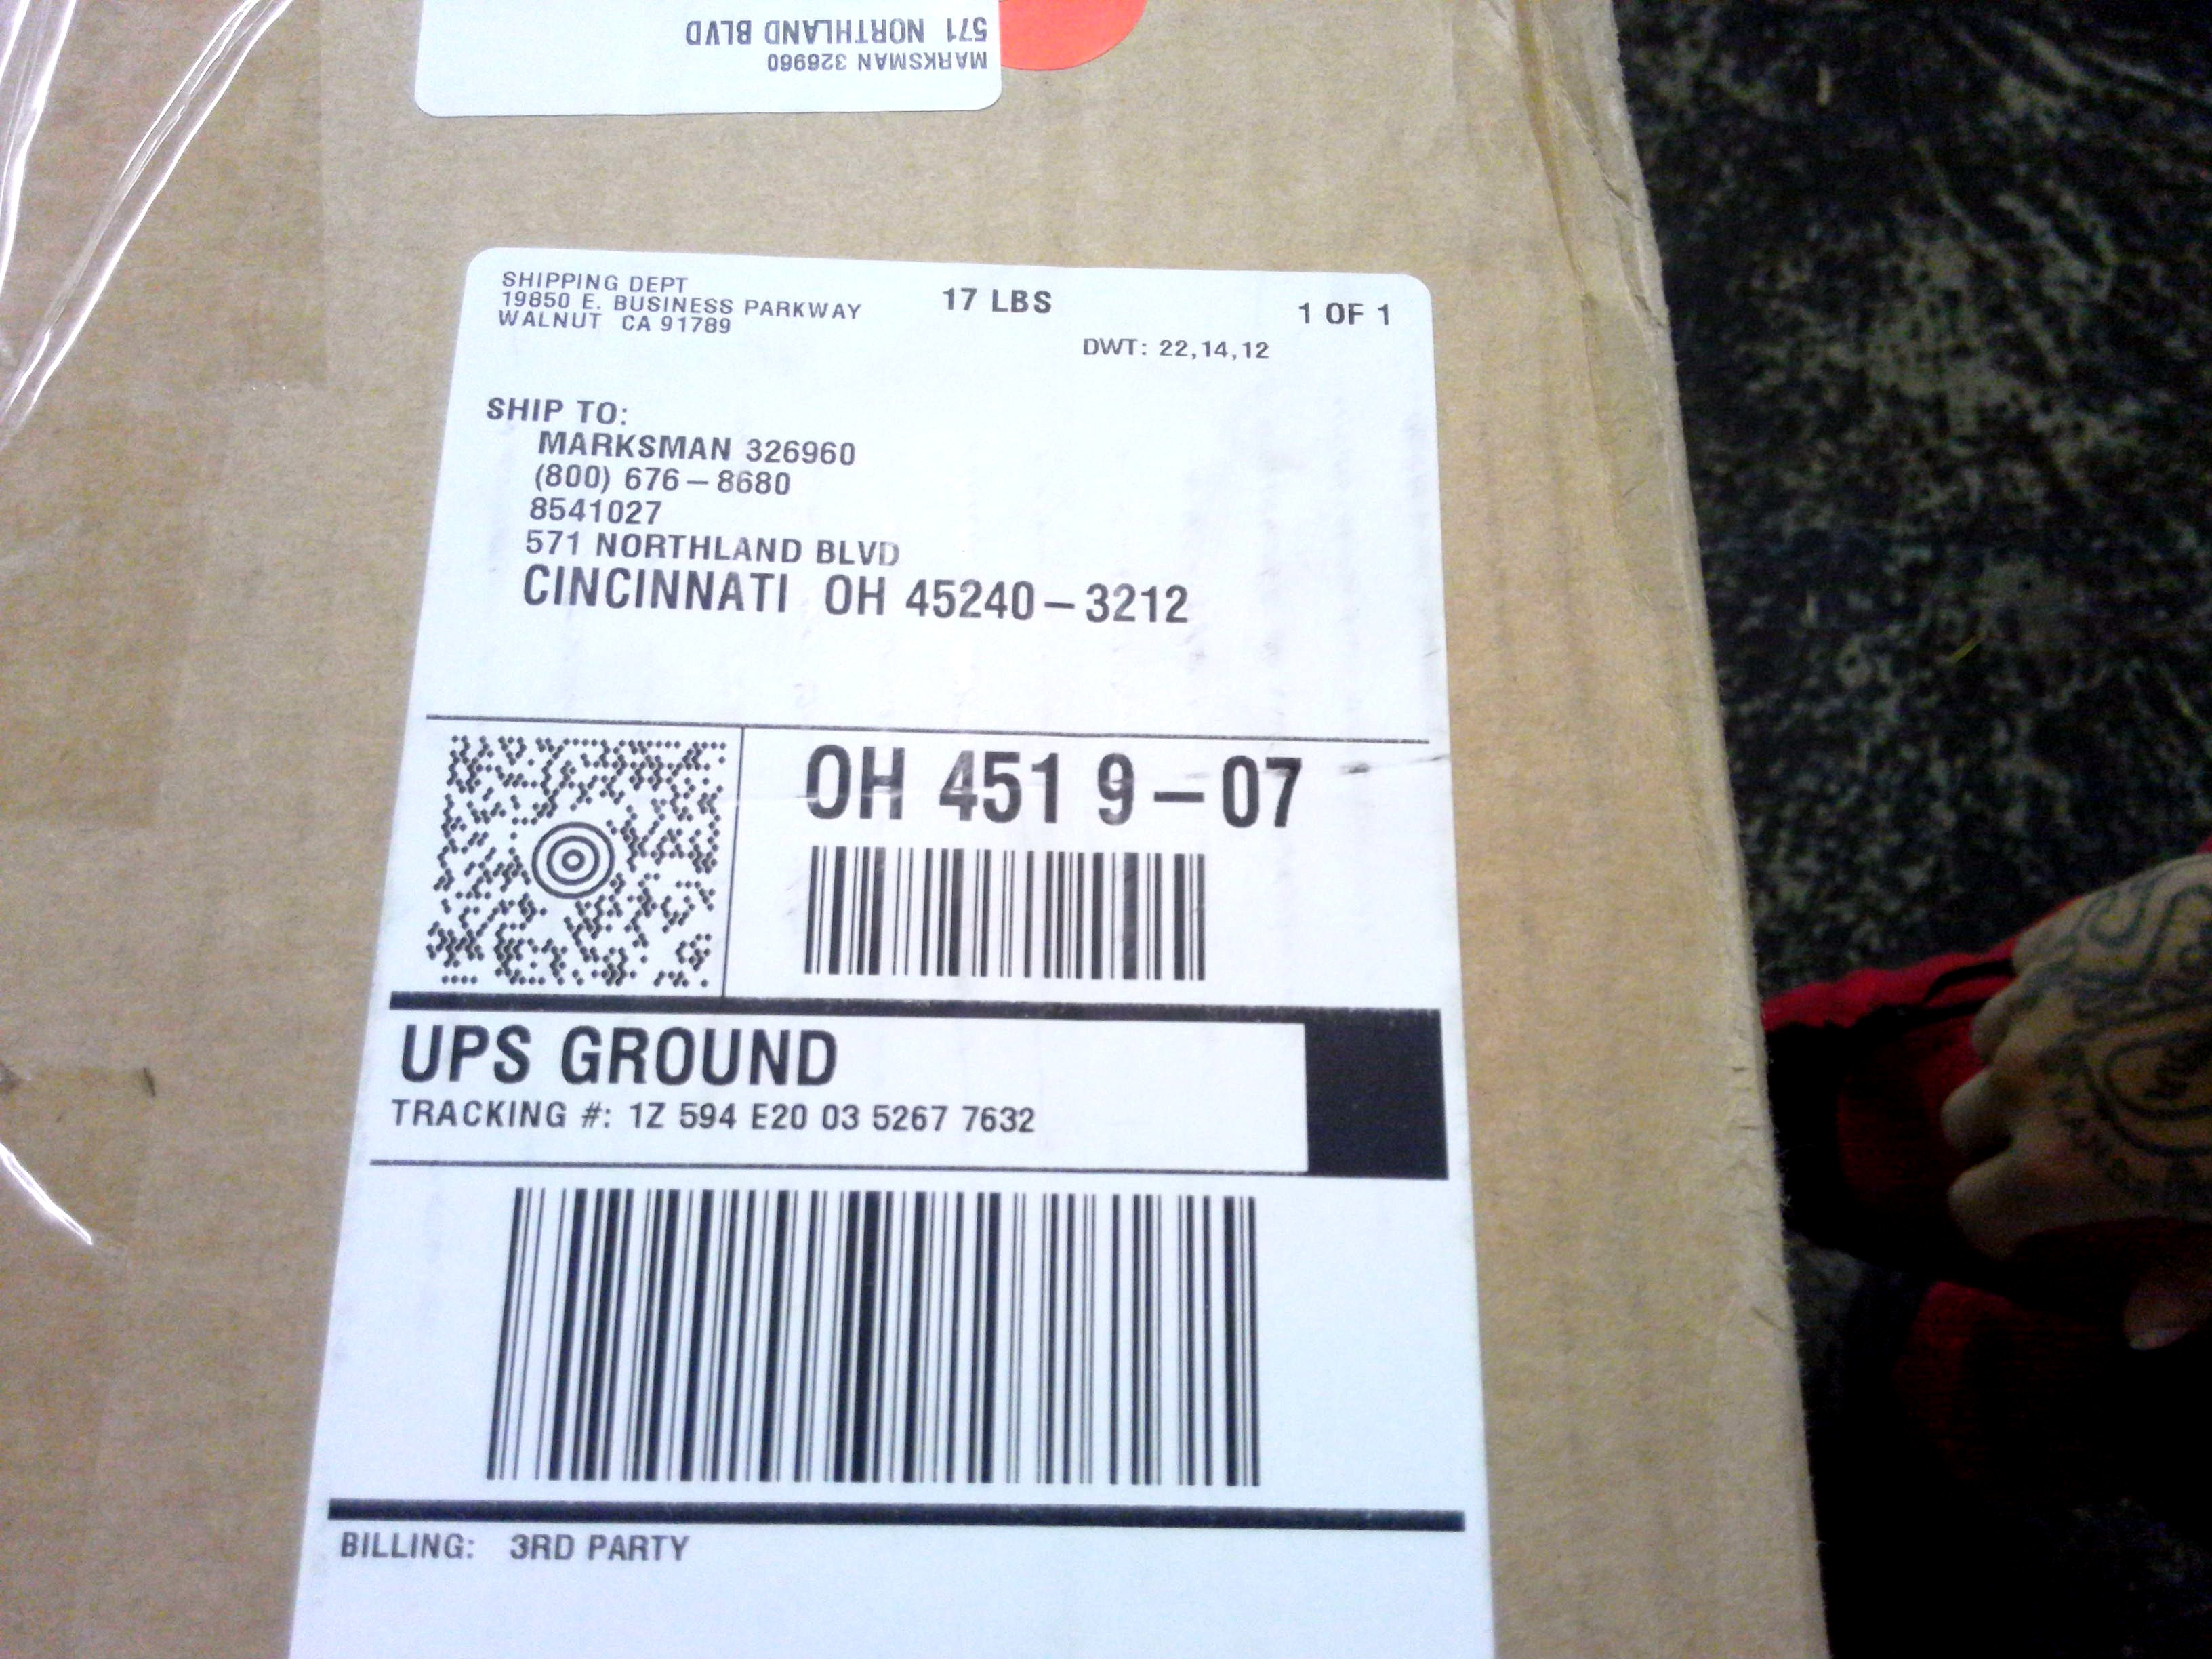 571 NORTHLAND BLVD
MARKSMAN 326960
SHIPPING DEPT
19850 E. BUSINESS PARKWAY
WALNUT CA 91789
17 LBS
1 OF 1
DWT: 22,14,12
SHIP TO:
MARKSMAN 326960
(800) 676-8680
8541027
571 NORTHLAND BLVD
CINCINNATI OH 45240-3212
OH 451 9-07
UPS GROUND
TRACKING #: 1Z 594 E20 03 5267 7632
BILLING: 3RD PARTY